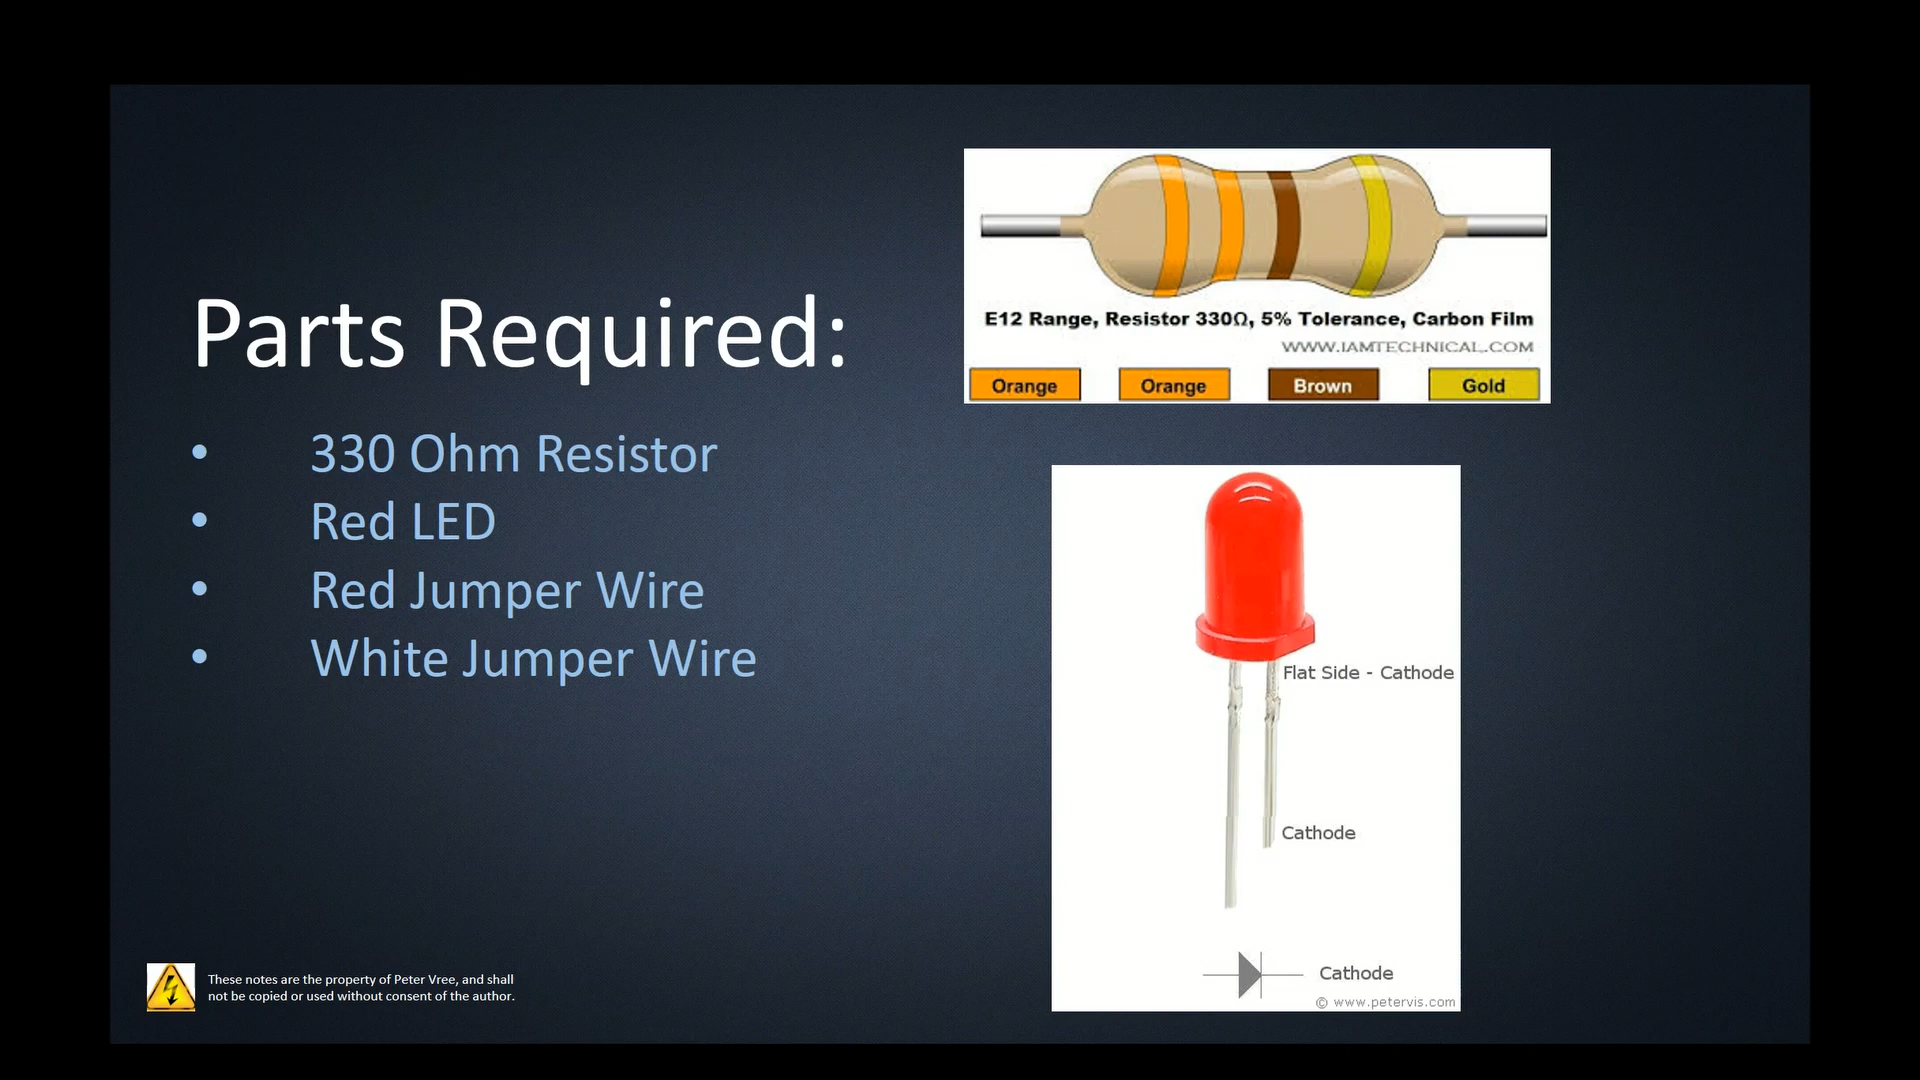 Parts Required:
• 330 Ohm Resistor
• Red LED
• Red Jumper Wire
• White Jumper Wire
E12 Range, Resistor 330Ω, 5% Tolerance, Carbon Film
WWW.IAMTECHNICAL.COM
Orange Orange Brown Gold
Flat Side - Cathode
Cathode
Cathode
© www.petervis.com
These notes are the property of Peter Vree, and shall
not be copied or used without consent of the author.